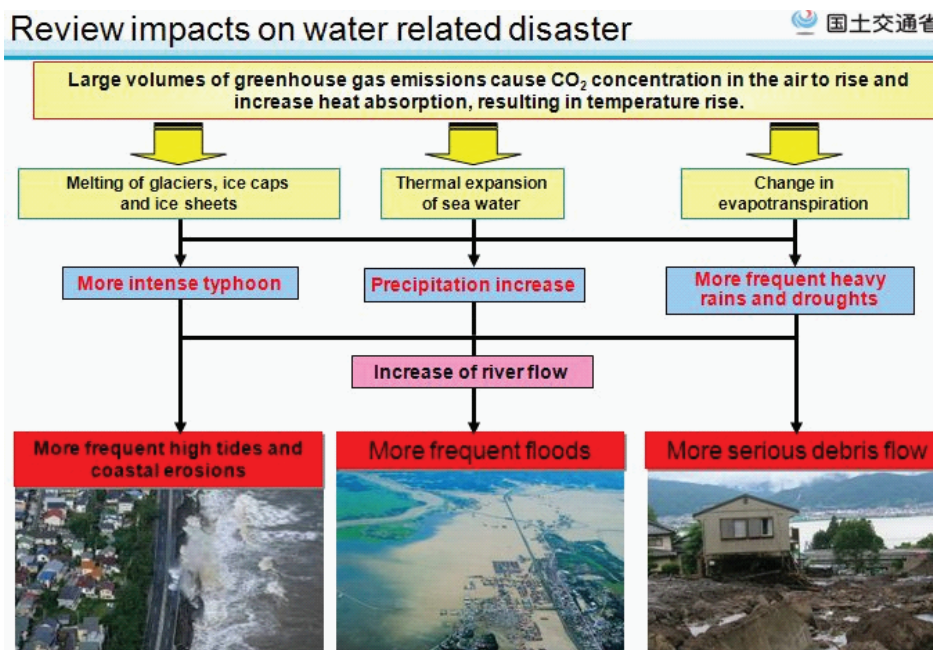 Review impacts on water related disaster
国土交通省
Large volumes of greenhouse gas emissions cause CO₂ concentration in the air to rise and
increase heat absorption, resulting in temperature rise.
Melting of glaciers, ice caps
and ice sheets
Thermal expansion
of sea water
Change in
evapotranspiration
More intense typhoon
Precipitation increase
More frequent heavy
rains and droughts
Increase of river flow
More frequent high tides and
coastal erosions
More frequent floods
More serious debris flow